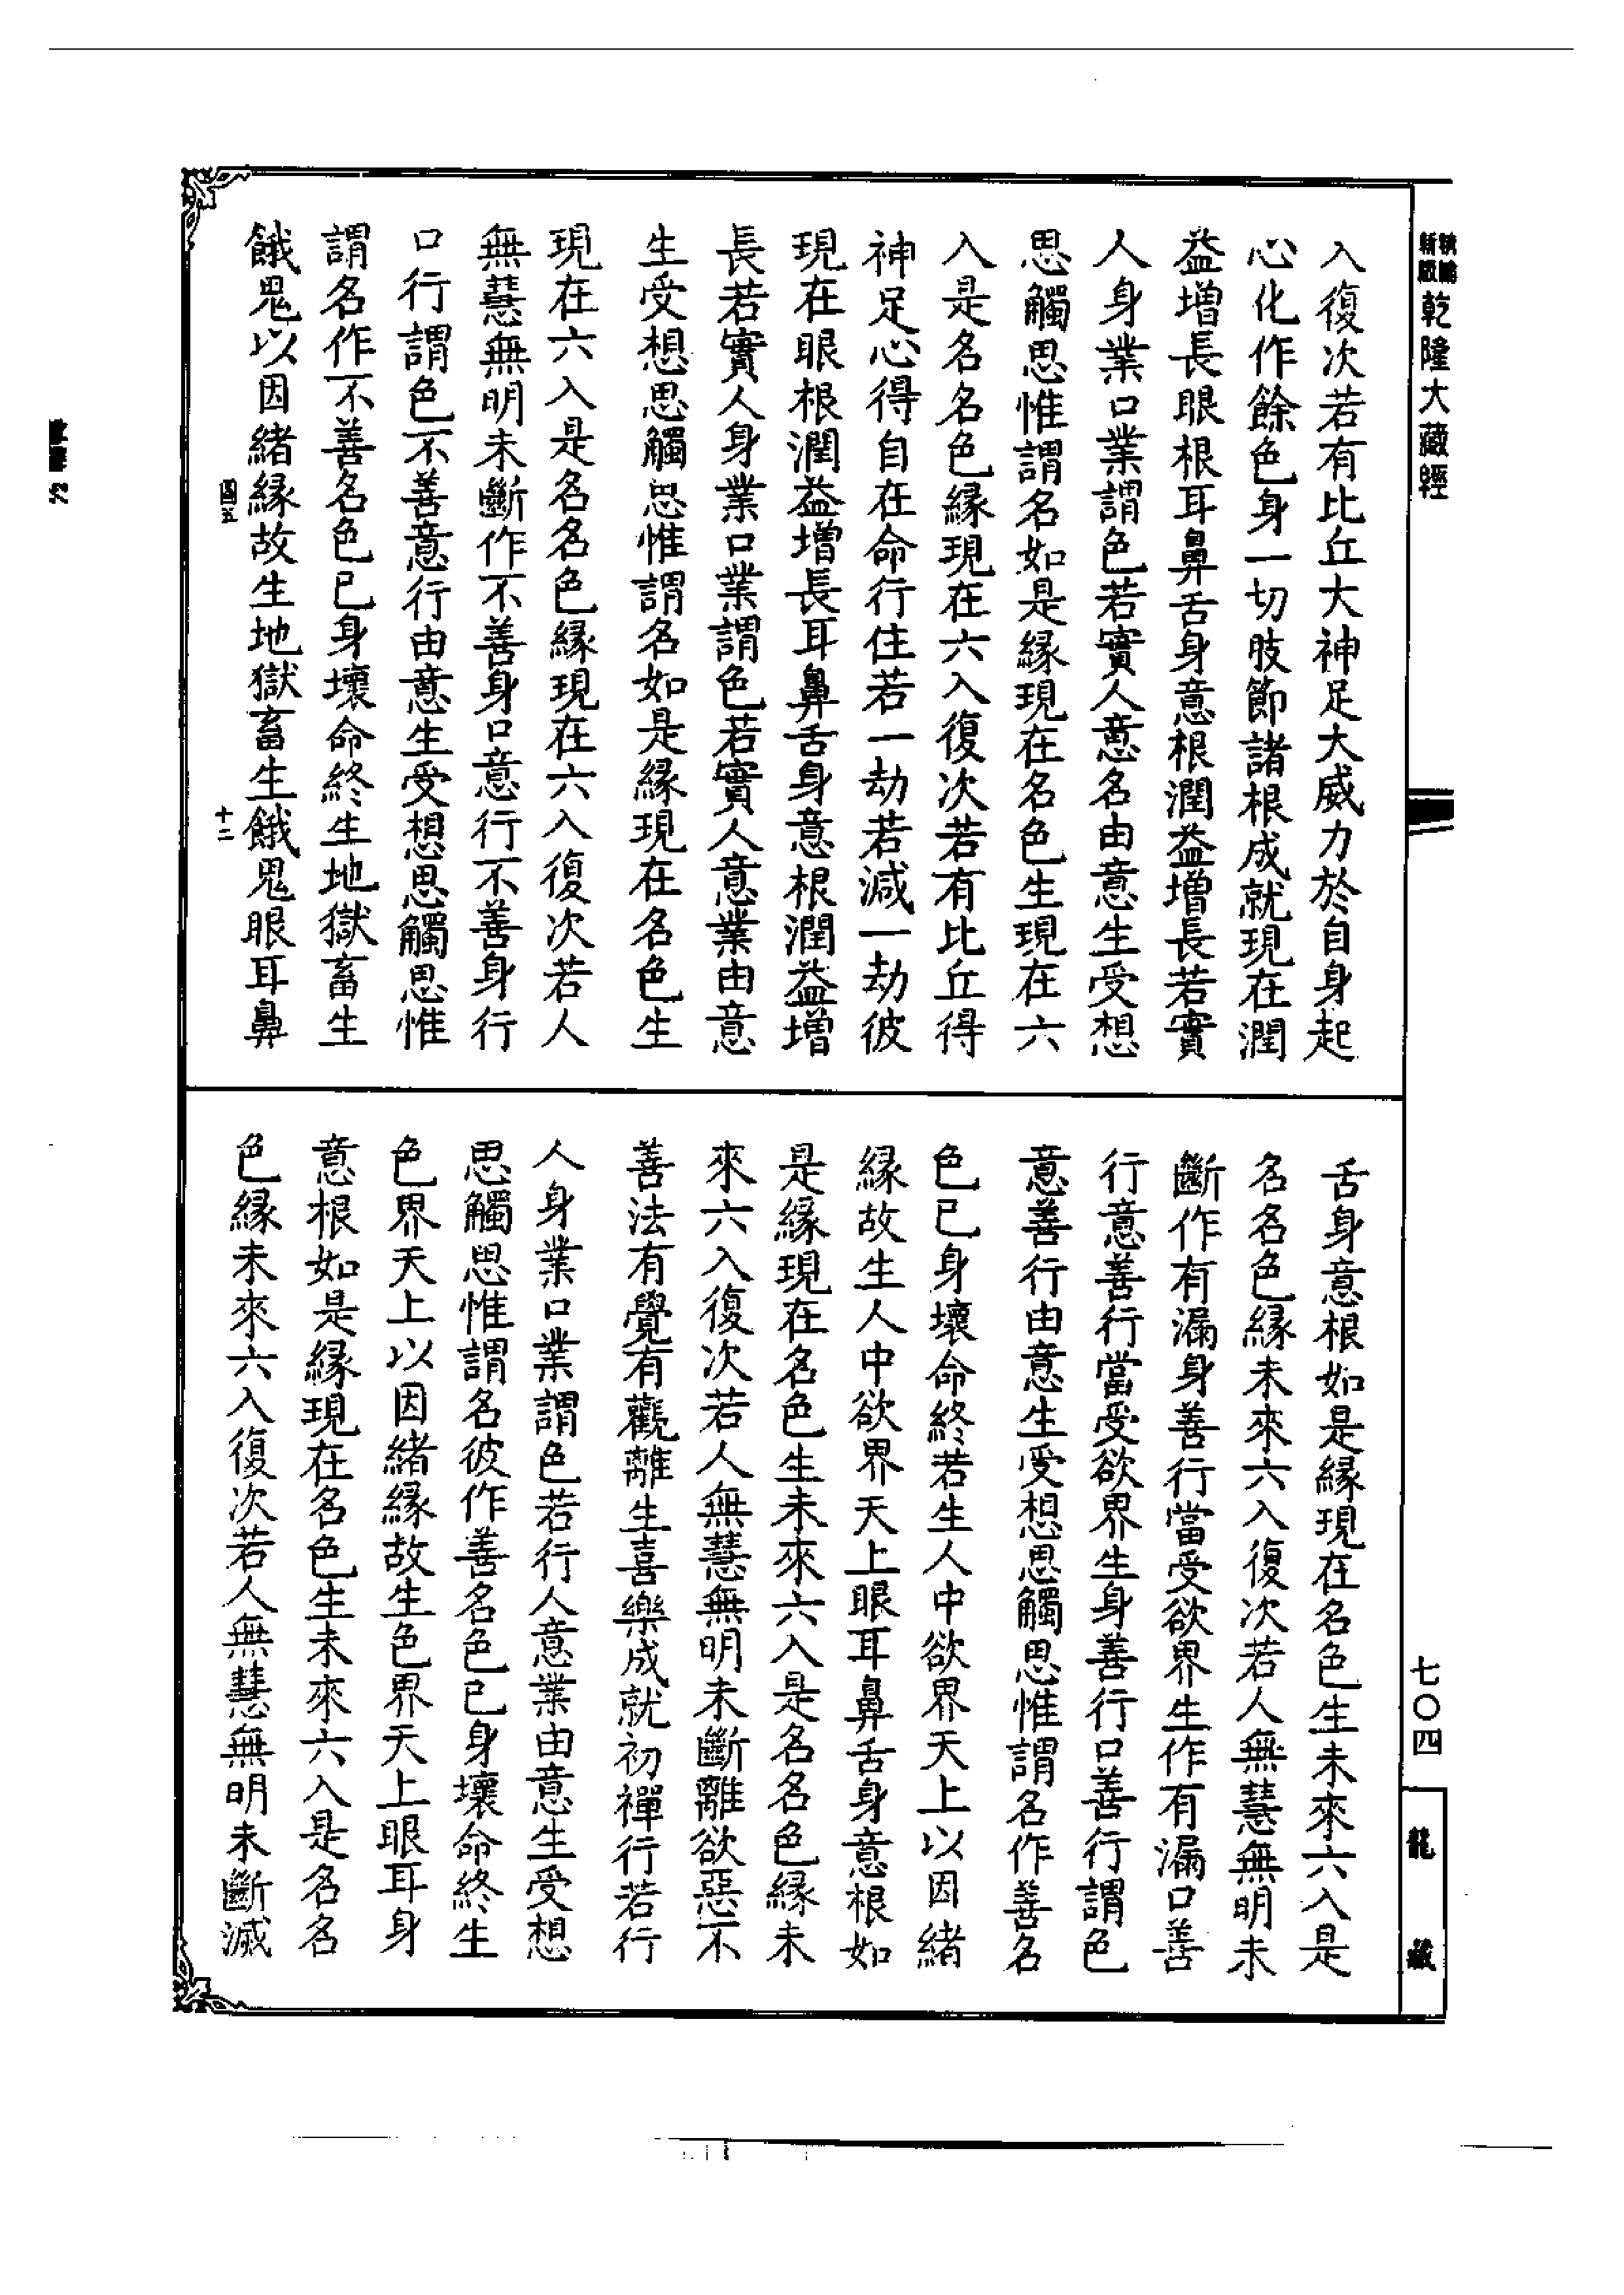 乾隆大藏經
入復次若有比丘大神足大威力於自身起
心化作餘色身一切肢節諸根成就現在潤
益增長眼根耳鼻舌身意根潤益增長若實
人身業口業謂色若實人意名由意生受想
思觸思惟謂名如是緣現在名色生現在六
入是名名色緣現在六入復次若有比丘得
神足心得自在命行住若一劫若減一劫彼
現在眼根潤益增長耳鼻舌身意根潤益增
長若實人身業口業謂色若實人意業由意
生受想思觸思惟謂名如是緣現在名色生
現在六入是名名色緣現在六入復次若人
無慧無明未斷作不善身口意行不善身行
口行謂色不善意行由意生受想思觸思惟
謂名作不善名色已身壞命終生地獄畜生
餓鬼以因緒緣故生地獄畜生餓鬼眼耳鼻
十二
舌身意根如是緣現在名色生未來六入是
名名色緣未來六入復次若人無慧無明未
斷作有漏身善行當受欲界生作有漏口善
行意善行當受欲界生身善行口善行謂色
意善行由意生受想思觸思惟謂名作善名
色已身壞命終若生人中欲界天上以因緒
緣故生人中欲界天上眼耳鼻舌身意根如
是緣現在名色生未來六入是名名色緣未
來六入復次若人無慧無明未斷離欲惡不
善法有覺有觀離生喜樂成就初禪行若行
人身業口業謂色若行人意業由意生受想
思觸思惟謂名彼作善名色已身壞命終生
色界天上以因緒緣故生色界天上眼耳身
意根如是緣現在名色生未來六入是名名
色緣未來六入復次若人無慧無明未斷滅
七〇四
龍藏